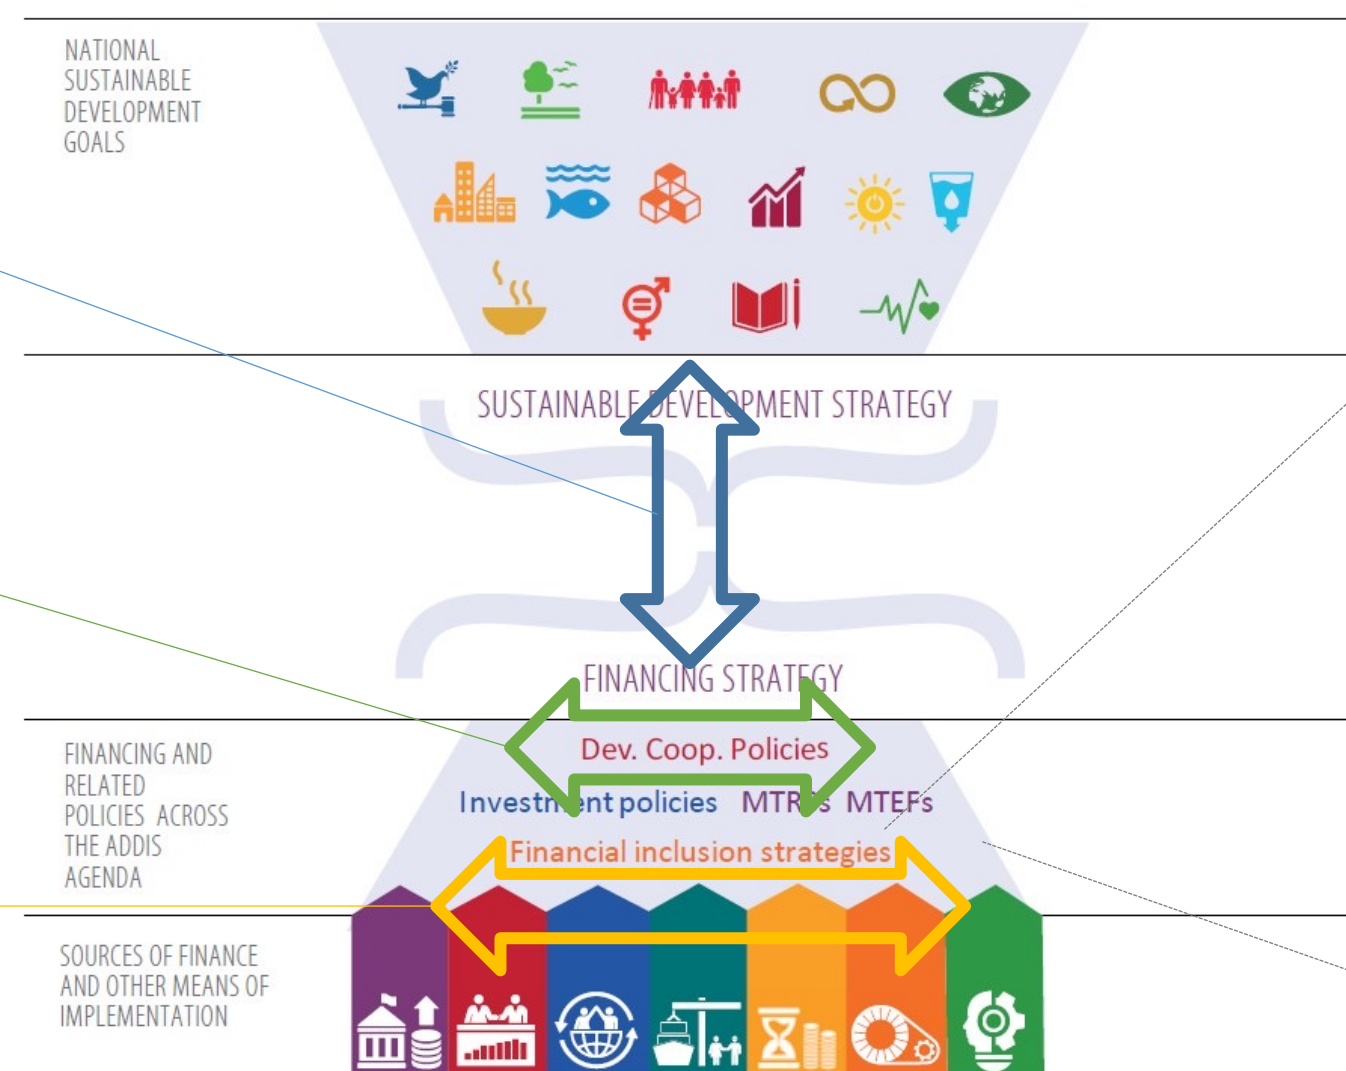 NATIONAL
SUSTAINABLE
DEVELOPMENT
GOALS
SUSTAINABLE DEVELOPMENT STRATEGY
FINANCING STRATEGY
FINANCING AND
RELATED
POLICIES ACROSS
THE ADDIS
AGENDA
Dev. Coop. Policies
Investment policies MTRSs MTEFs
Financial inclusion strategies
SOURCES OF FINANCE
AND OTHER MEANS OF
IMPLEMENTATION